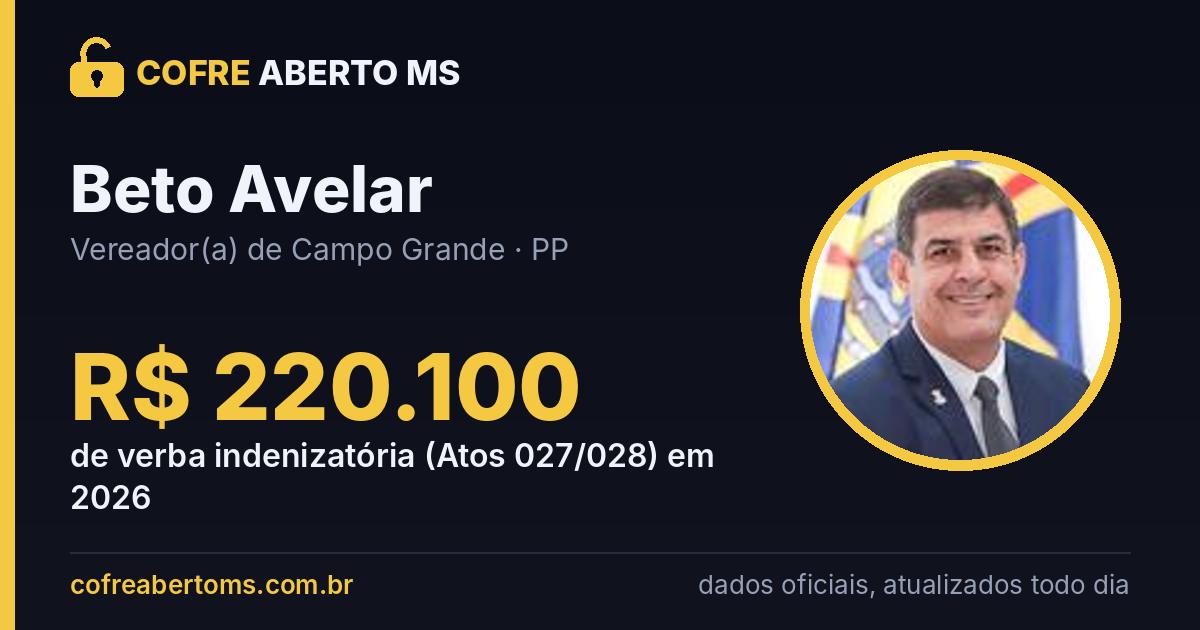 COFRE ABERTO MS
Beto Avelar
Vereador(a) de Campo Grande · PP
R$ 220.100
de verba indenizatória (Atos 027/028) em
2026
cofreabertoms.com.br
dados oficiais, atualizados todo dia